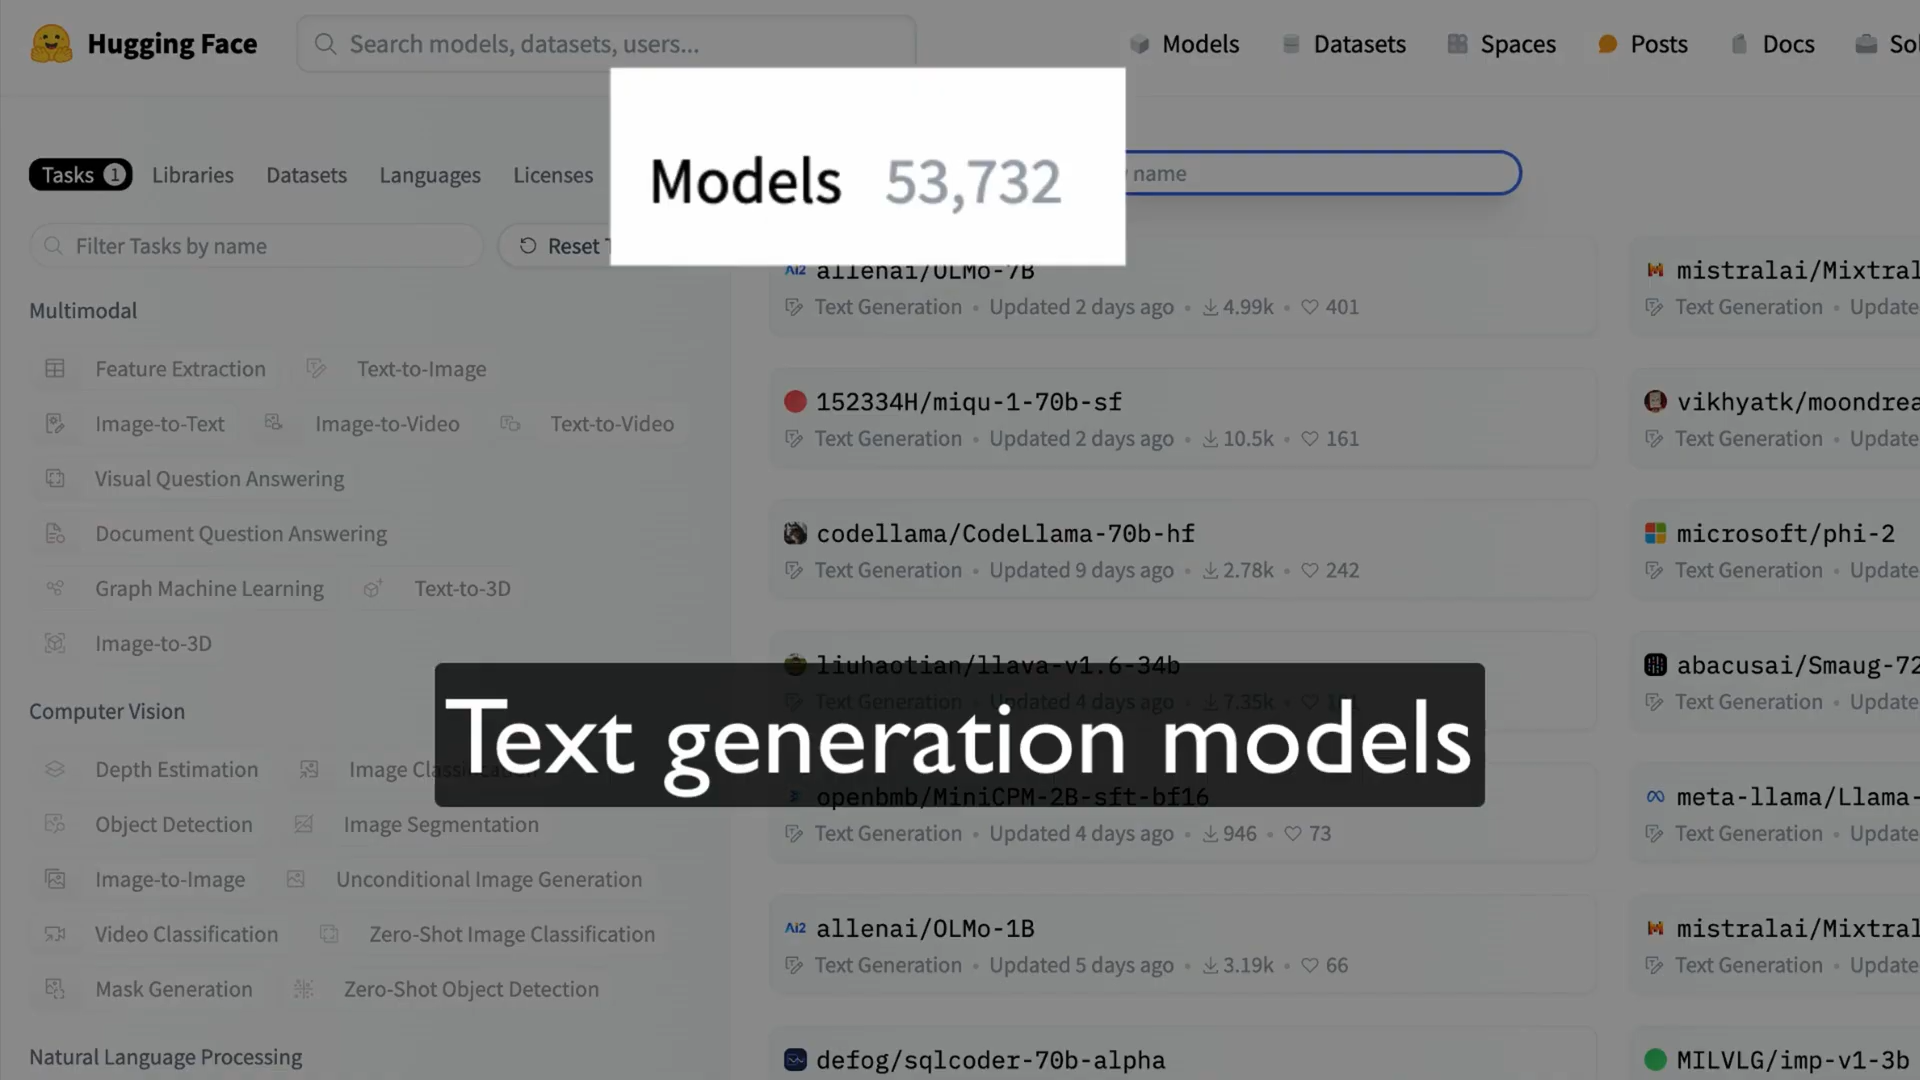 Hugging Face
Search models, datasets, users...
Models
Datasets
Spaces
Posts
Docs
Tasks 1
Libraries
Datasets
Languages
Licenses
Models 53,732
name
Filter Tasks by name
Reset
Multimodal
Feature Extraction
Text-to-Image
Image-to-Text
Image-to-Video
Text-to-Video
Visual Question Answering
Document Question Answering
Graph Machine Learning
Text-to-3D
Image-to-3D
Computer Vision
Depth Estimation
Object Detection
Image Segmentation
Image-to-Image
Unconditional Image Generation
Video Classification
Zero-Shot Image Classification
Mask Generation
Zero-Shot Object Detection
Natural Language Processing
Ai2 allenai/OLMo-7B
Text Generation • Updated 2 days ago • 4.99k • 401
152334H/miqu-1-70b-sf
Text Generation • Updated 2 days ago • 10.5k • 161
codellama/CodeLlama-70b-hf
Text Generation • Updated 9 days ago • 2.78k • 242
liuhaotian/llava-v1.6-34b
Text Generation • Updated 4 days ago • 7.35k
Text generation models
openbmb/MiniCPM-2B-sft-bf16
Text Generation • Updated 4 days ago • 946 • 73
Ai2 allenai/OLMo-1B
Text Generation • Updated 5 days ago • 3.19k • 66
defog/sqlcoder-70b-alpha
mistralai/Mixtral
Text Generation • Update
vikhyatk/moondrea
Text Generation • Update
microsoft/phi-2
Text Generation • Update
abacusai/Smaug-72
Text Generation • Update
meta-llama/Llama-
Text Generation • Update
mistralai/Mixtral
Text Generation • Update
MILVLG/imp-v1-3b